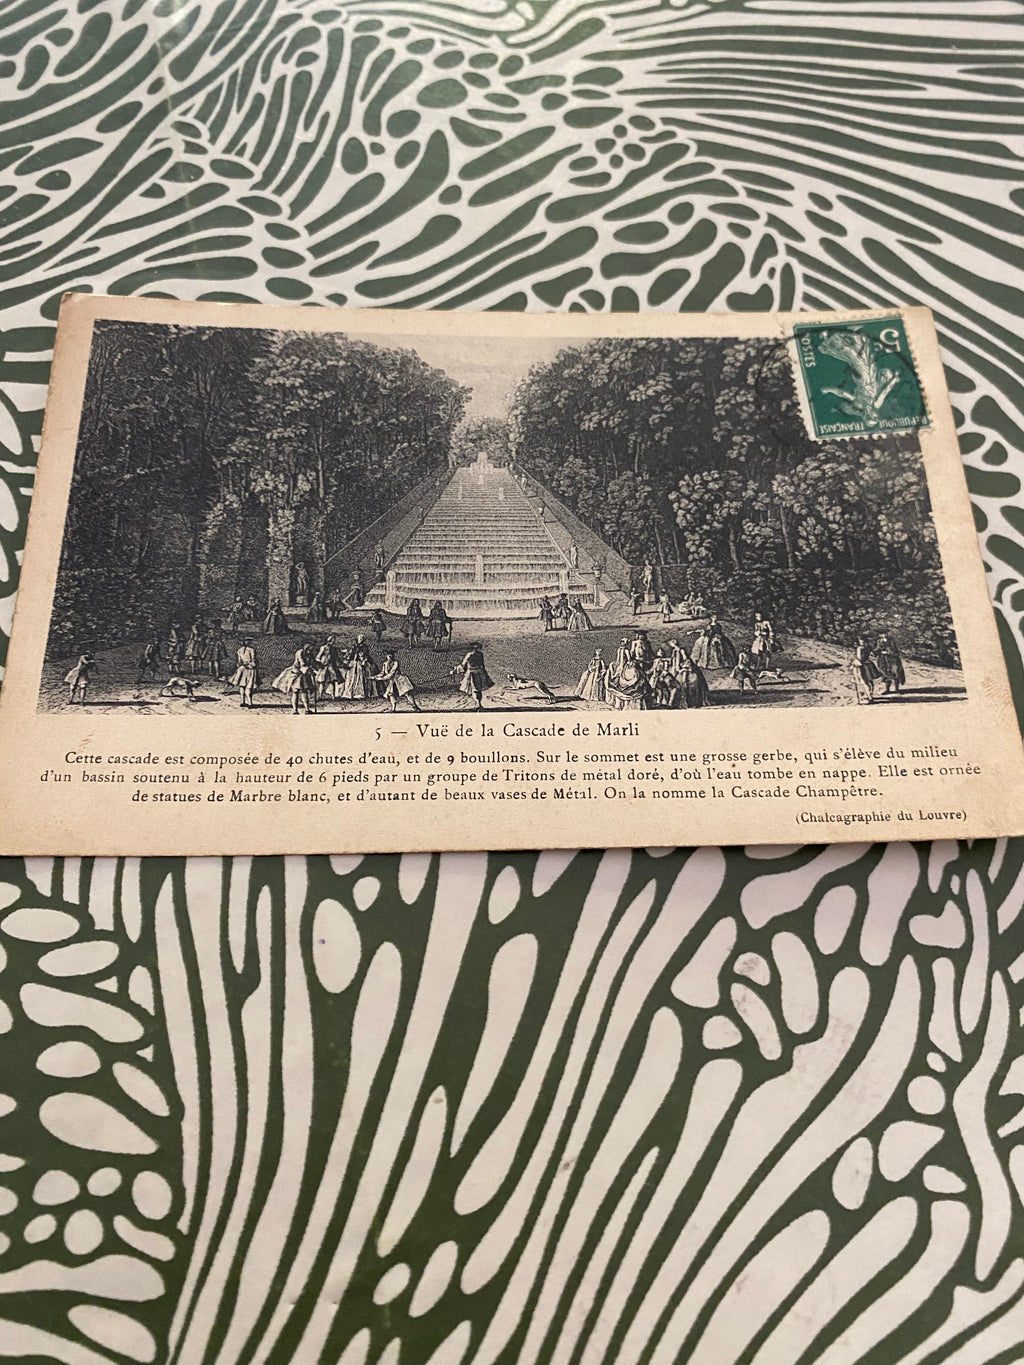 5
POSTES
REPUBLIQUE FRANÇAISE
5 — Vuë de la Cascade de Marli
Cette cascade est composée de 40 chutes d'eau, et de 9 bouillons. Sur le sommet est une grosse gerbe, qui s'élève du milieu
d'un bassin soutenu à la hauteur de 6 pieds par un groupe de Tritons de métal doré, d'où l'eau tombe en nappe. Elle est ornée
de statues de Marbre blanc, et d'autant de beaux vases de Métal. On la nomme la Cascade Champêtre.
(Chalcagraphie du Louvre)